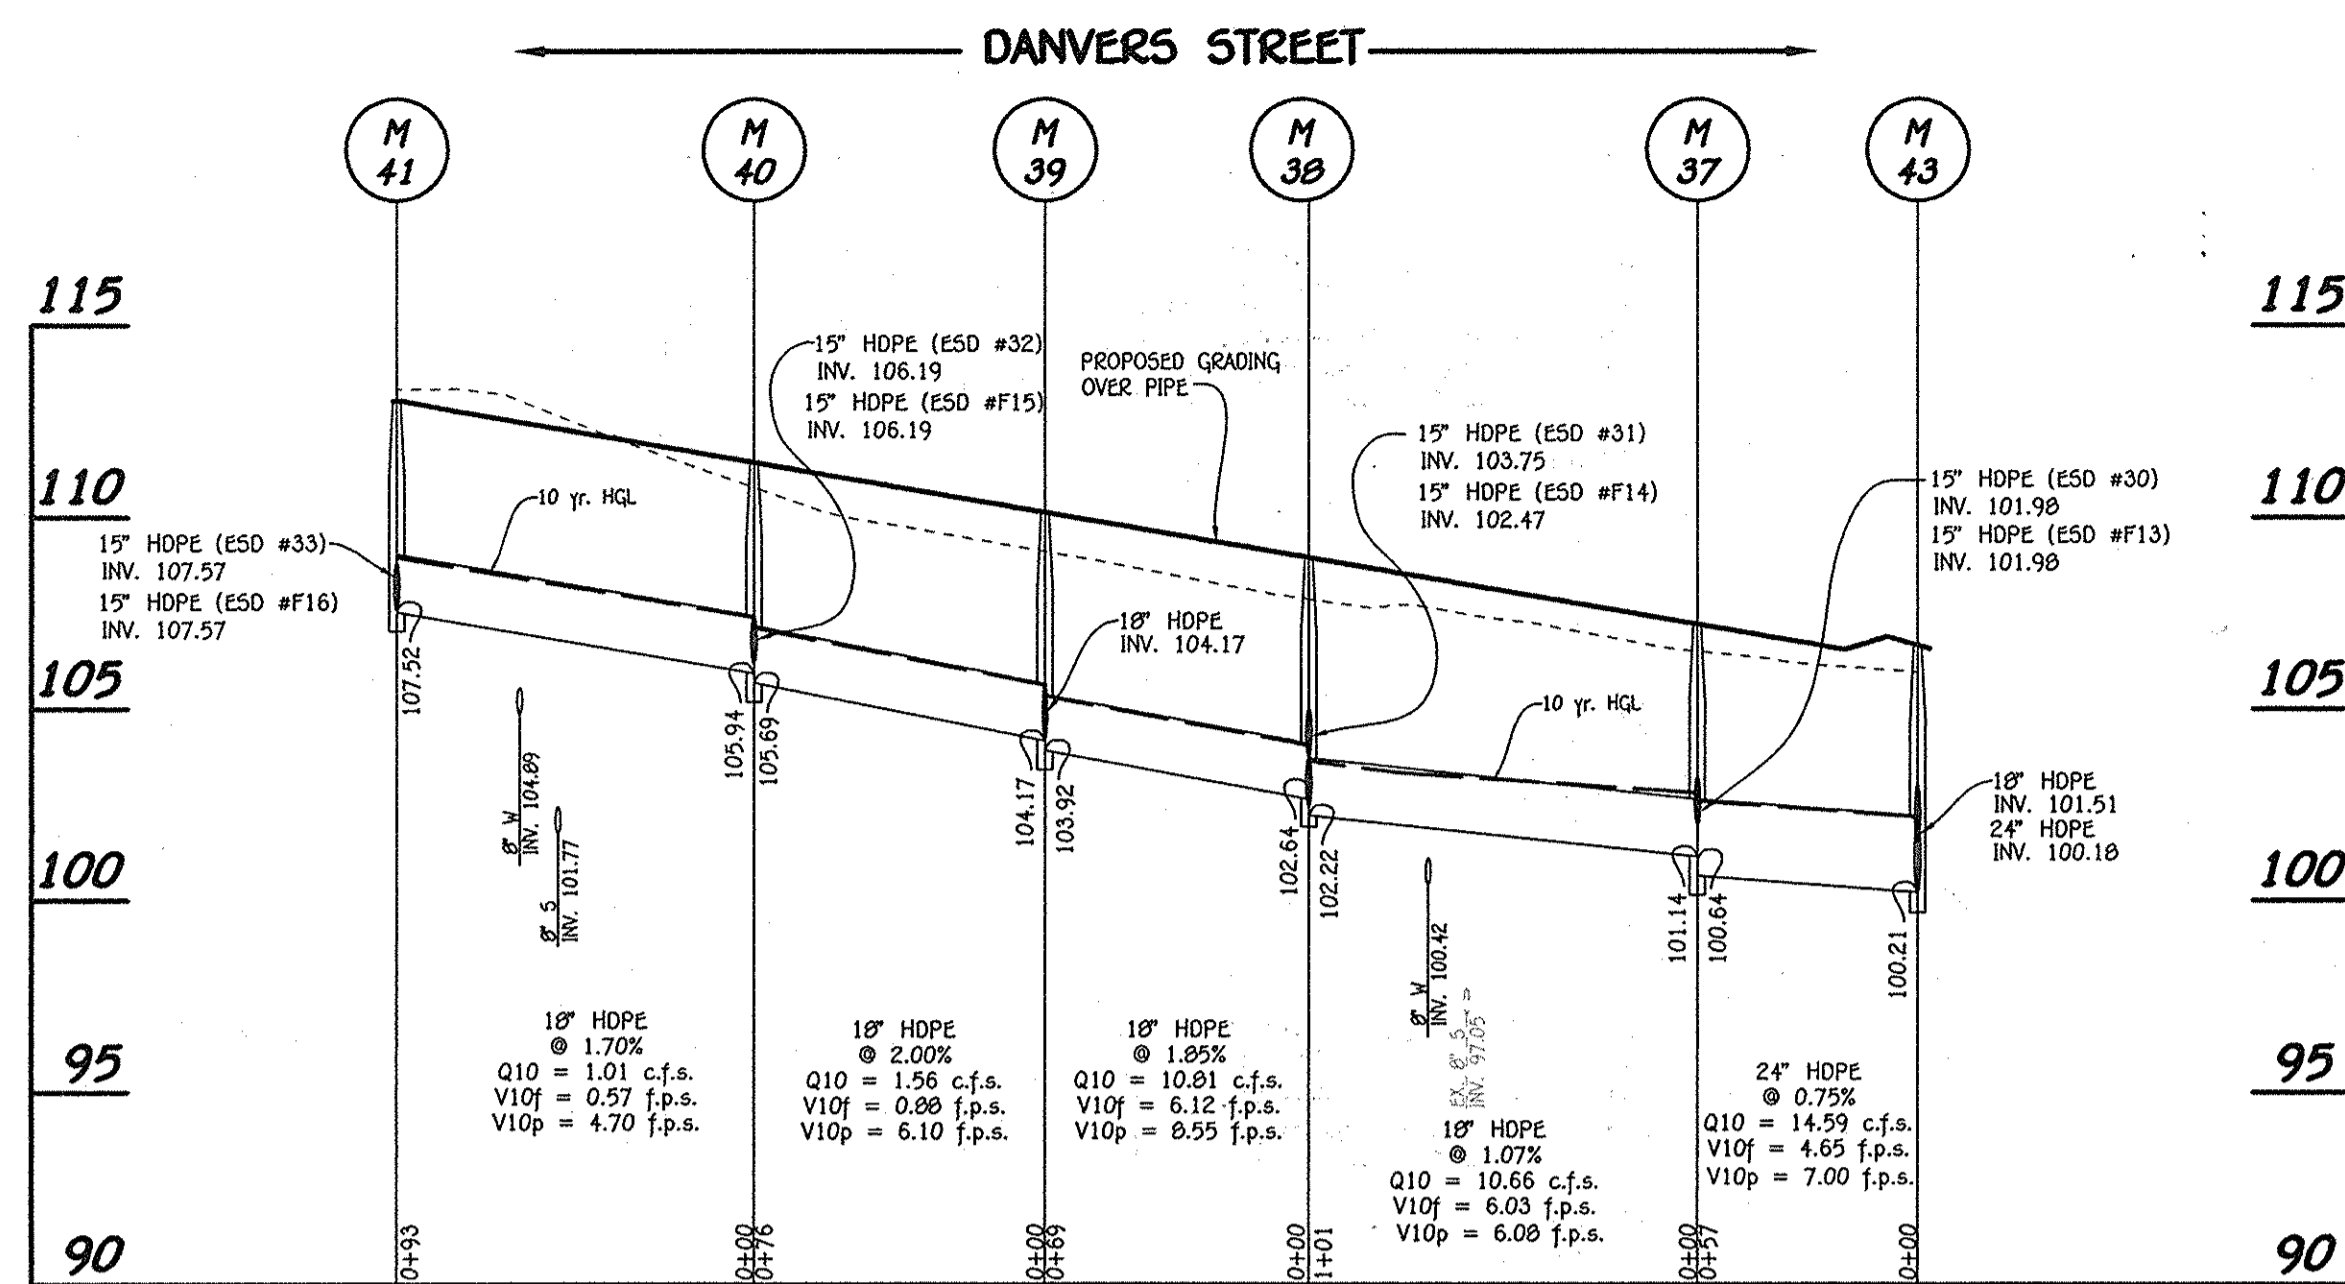 DANVERS STREET
M
41
M
40
M
39
M
38
M
37
M
43
115
115
15" HDPE (ESD #32)
INV. 106.19
15" HDPE (ESD #F15)
INV. 106.19
PROPOSED GRADING
OVER PIPE
15" HDPE (ESD #31)
INV. 103.75
15" HDPE (ESD #F14)
INV. 102.47
15" HDPE (ESD #30)
INV. 101.98
15" HDPE (ESD #F13)
INV. 101.98
110
110
10 yr. HGL
15" HDPE (ESD #33)
INV. 107.57
15" HDPE (ESD #F16)
INV. 107.57
18" HDPE
INV. 104.17
105
105
107.52
105.94
105.69
104.17
103.92
10 yr. HGL
18" HDPE
INV. 101.51
24" HDPE
INV. 100.18
8" W
INV. 104.89
8" S
INV. 101.77
102.64
102.22
101.14
100.64
100.21
100
100
8" W
INV. 100.42
EX. 8" S
INV. 97.05
18" HDPE
@ 1.70%
Q10 = 1.01 c.f.s.
V10f = 0.57 f.p.s.
V10p = 4.70 f.p.s.
18" HDPE
@ 2.00%
Q10 = 1.56 c.f.s.
V10f = 0.88 f.p.s.
V10p = 6.10 f.p.s.
18" HDPE
@ 1.85%
Q10 = 10.81 c.f.s.
V10f = 6.12 f.p.s.
V10p = 8.55 f.p.s.
18" HDPE
@ 1.07%
Q10 = 10.66 c.f.s.
V10f = 6.03 f.p.s.
V10p = 6.08 f.p.s.
24" HDPE
@ 0.75%
Q10 = 14.59 c.f.s.
V10f = 4.65 f.p.s.
V10p = 7.00 f.p.s.
95
95
90
90
0+93
0+00
0+76
0+00
0+69
0+00
1+01
0+00
0+57
0+00